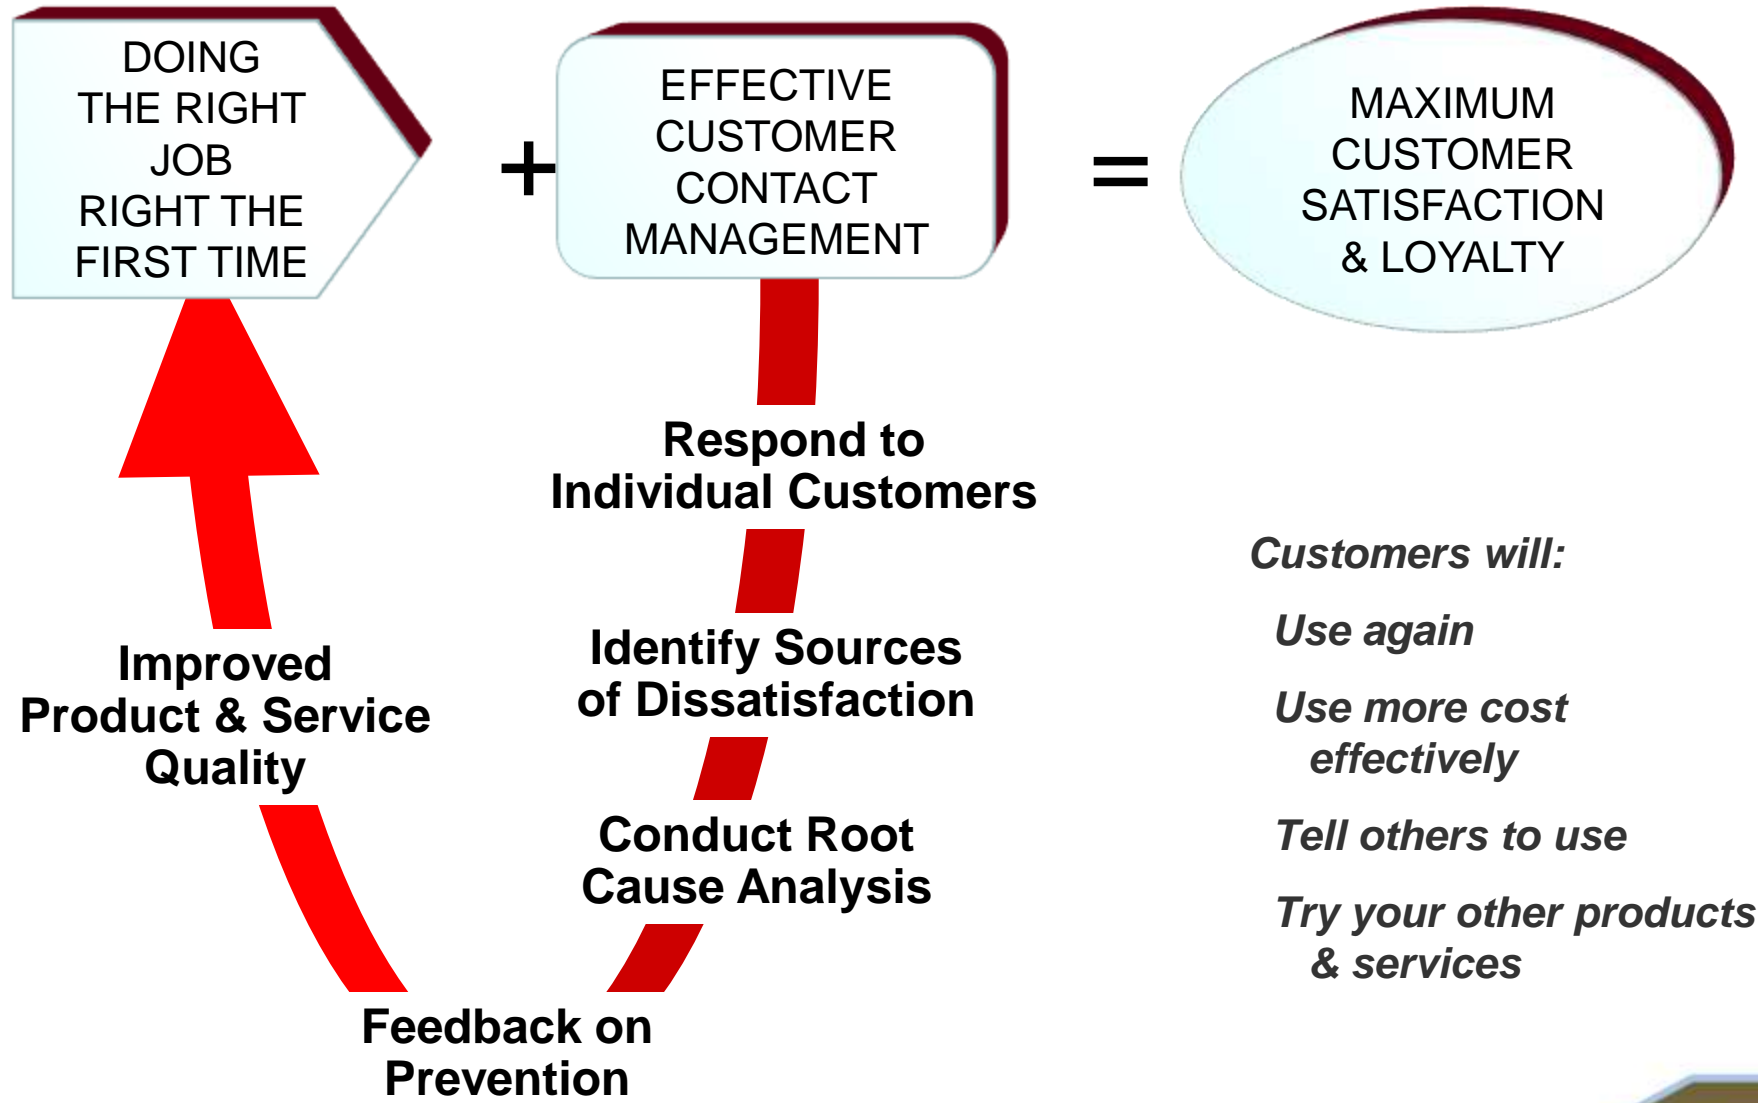 DOING
THE RIGHT
JOB
RIGHT THE
FIRST TIME
+
EFFECTIVE
CUSTOMER
CONTACT
MANAGEMENT
=
MAXIMUM
CUSTOMER
SATISFACTION
& LOYALTY
Respond to
Individual Customers
Identify Sources
of Dissatisfaction
Conduct Root
Cause Analysis
Feedback on
Prevention
Improved
Product & Service
Quality
Customers will:
Use again
Use more cost
effectively
Tell others to use
Try your other products
& services